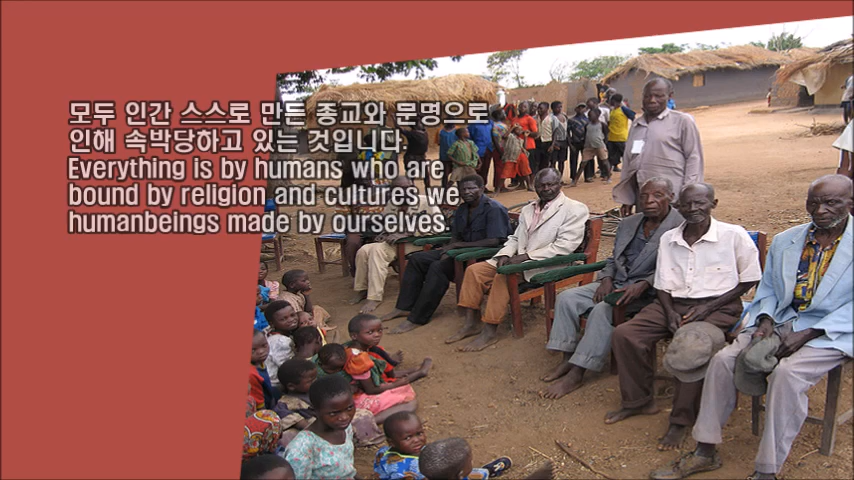 모두 인간 스스로 만든 종교와 문명으로
인해 속박당하고 있는 것입니다.
Everything is by humans who are
bound by religion and cultures we
humanbeings made by ourselves.